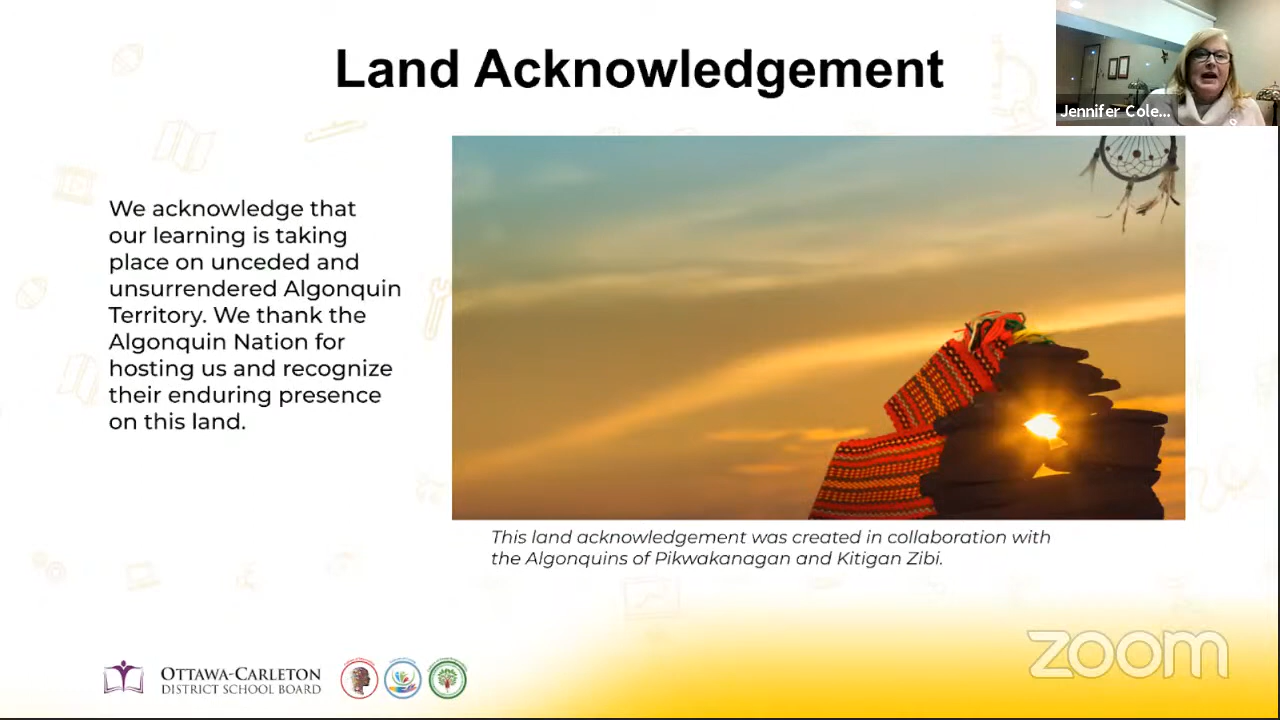 Land Acknowledgement
Jennifer Cole...
We acknowledge that
our learning is taking
place on unceded and
unsurrendered Algonquin
Territory. We thank the
Algonquin Nation for
hosting us and recognize
their enduring presence
on this land.
This land acknowledgement was created in collaboration with
the Algonquins of Pikwakanagan and Kitigan Zibi.
OTTAWA-CARLETON
DISTRICT SCHOOL BOARD
zoom